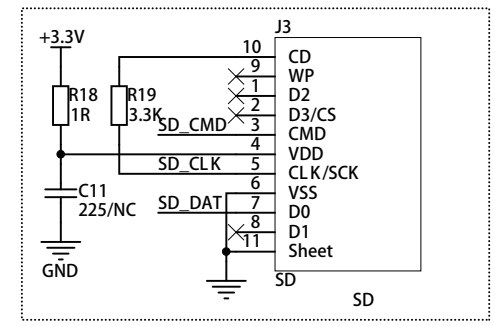 J3
+3.3V
10 CD
9 WP
R18 R19 1 D2
1R 3.3K 2 D3/CS
SD_CMD 3 CMD
4 VDD
SD_CLK 5 CLK/SCK
6 VSS
C11
225/NC SD_DAT 7 D0
8 D1
11 Sheet
GND
SD
SD